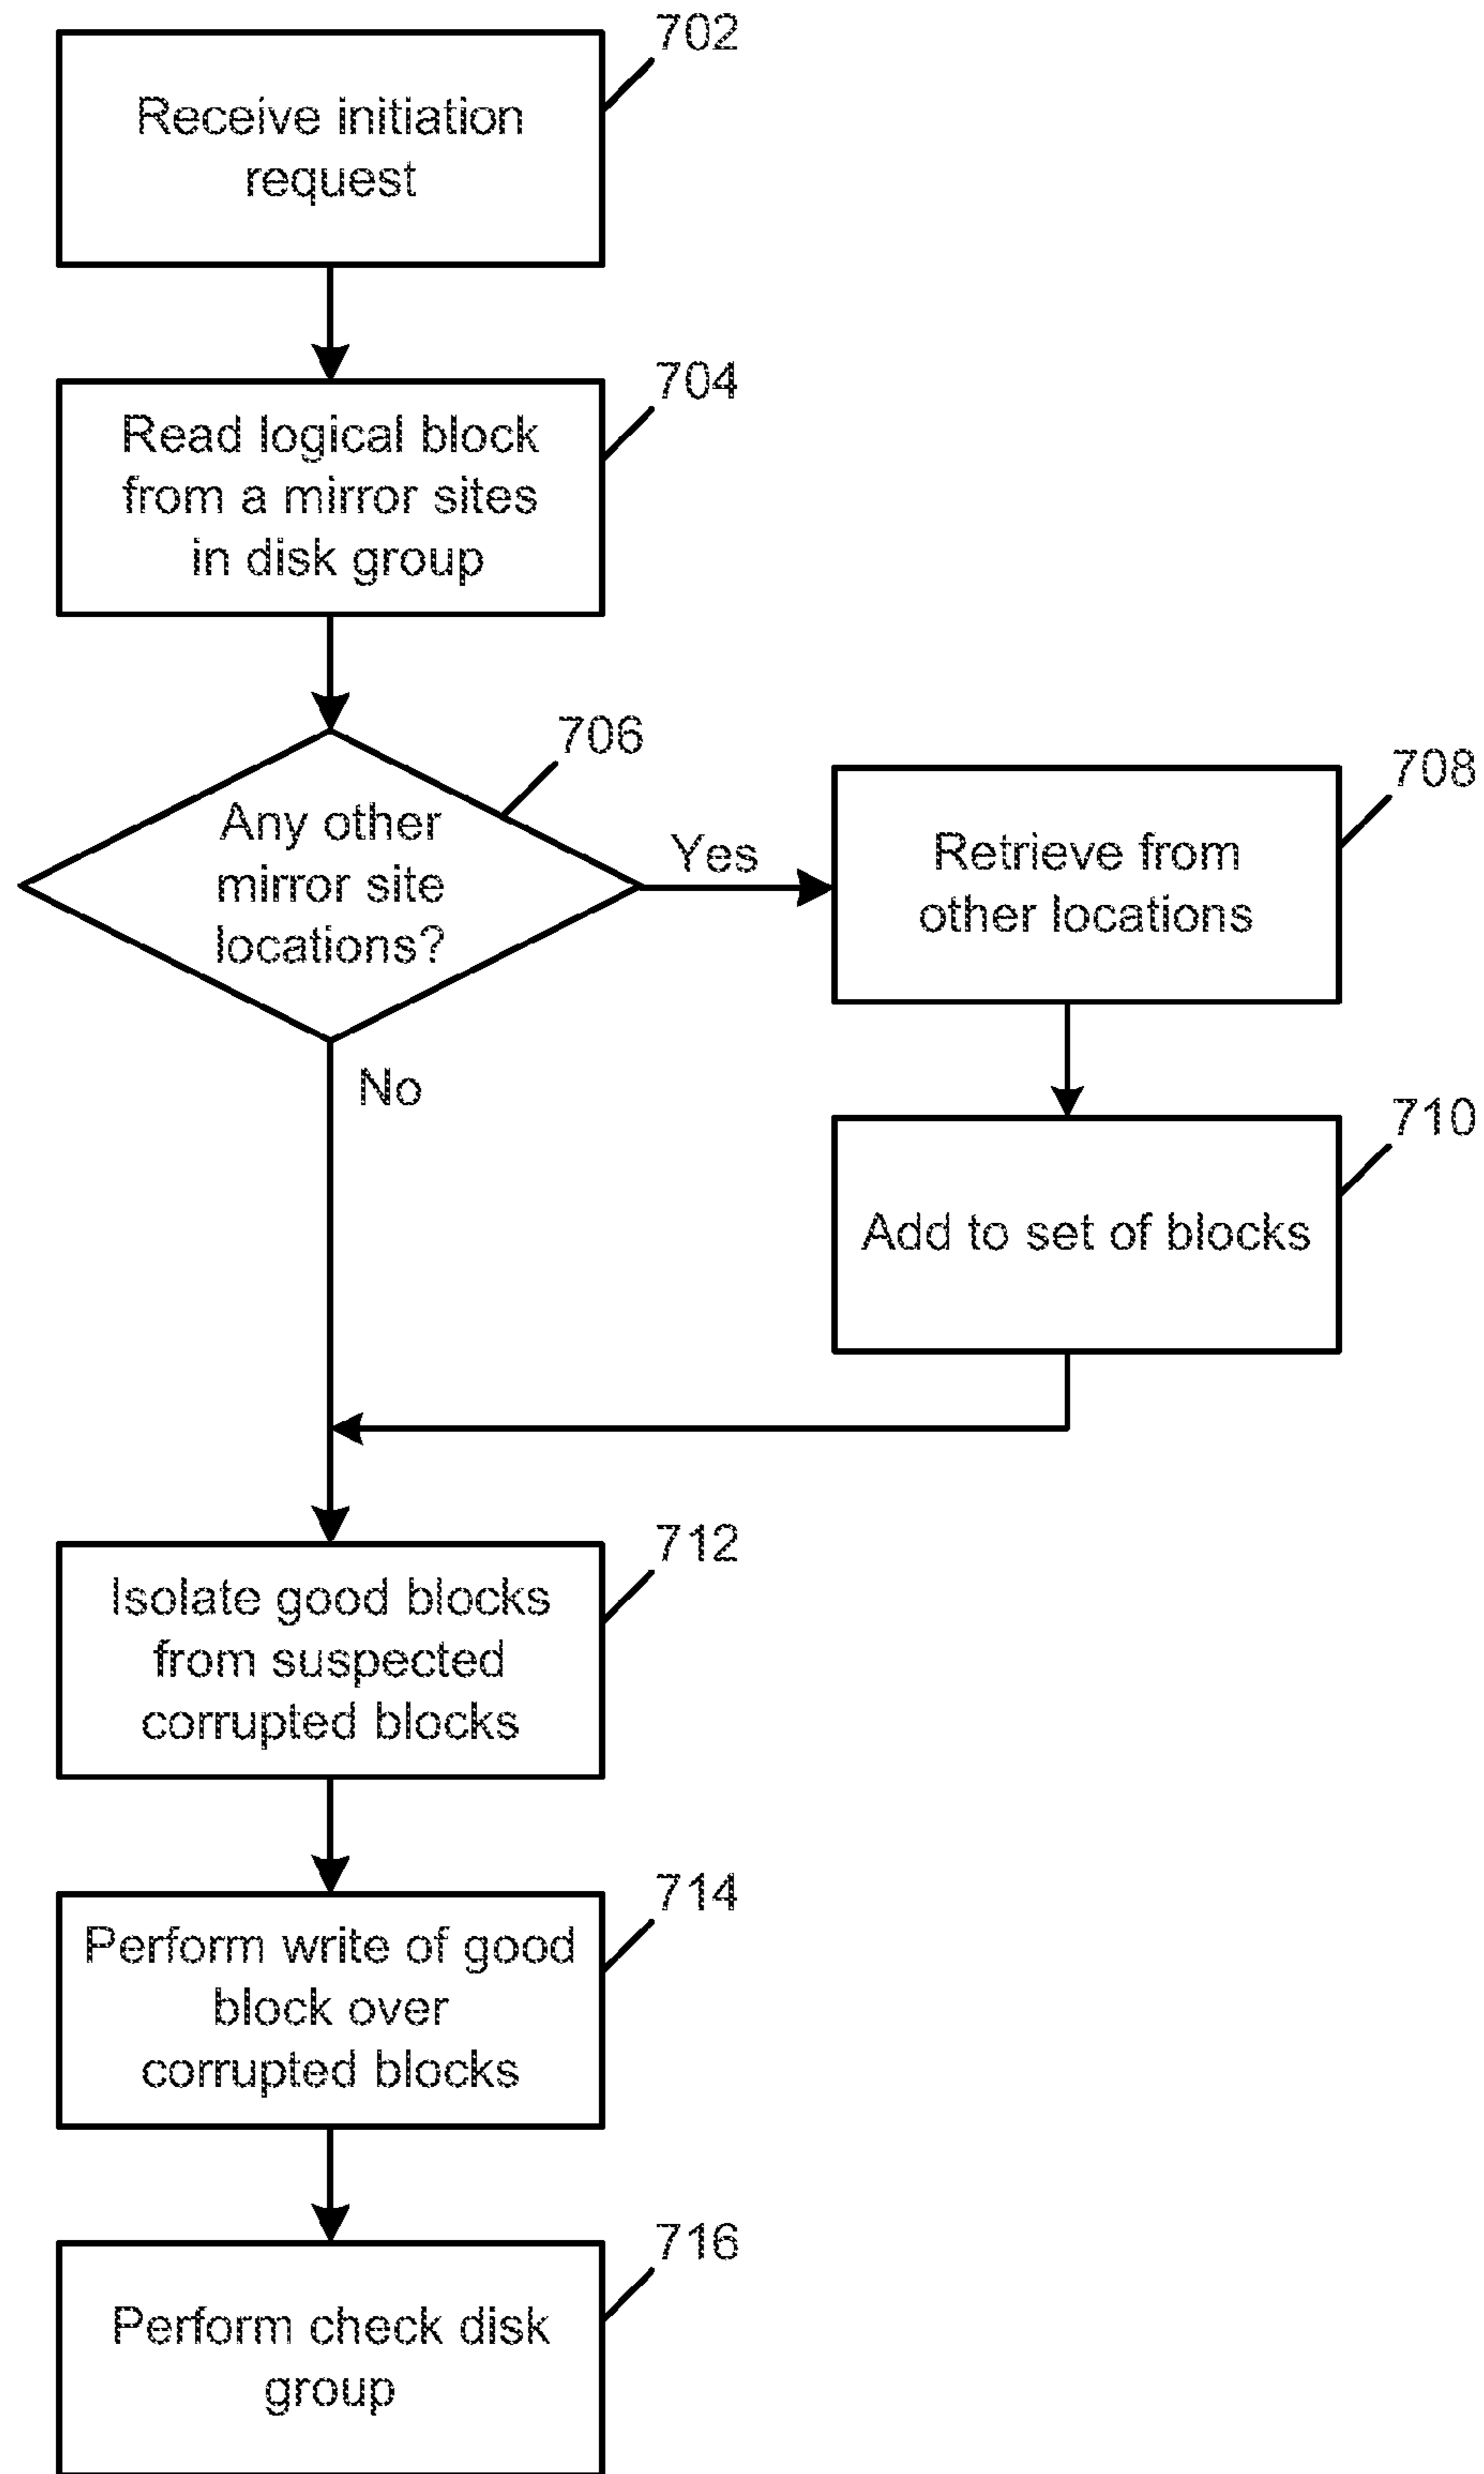 702
Receive initiation
request
704
Read logical block
from a mirror sites
in disk group
706
Any other
mirror site
locations?
Yes
708
Retrieve from
other locations
No
710
Add to set of blocks
712
Isolate good blocks
from suspected
corrupted blocks
714
Perform write of good
block over
corrupted blocks
716
Perform check disk
group